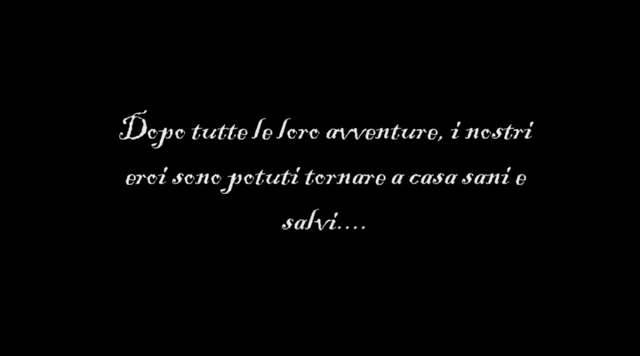 Dopo tutte le loro avventure, i nostri
eroi sono potuti tornare a casa sani e
salvi....